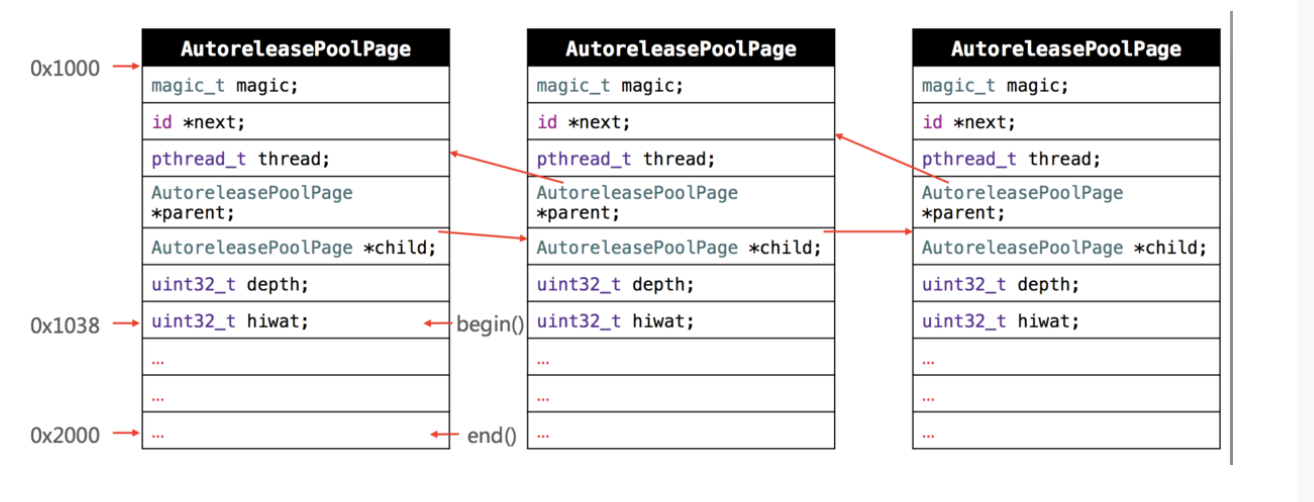 AutoreleasePoolPage
0x1000
magic_t magic;
id *next;
pthread_t thread;
AutoreleasePoolPage
*parent;
AutoreleasePoolPage *child;
uint32_t depth;
0x1038
uint32_t hiwat;
begin()
...
...
0x2000
...
end()
AutoreleasePoolPage
magic_t magic;
id *next;
pthread_t thread;
AutoreleasePoolPage
*parent;
AutoreleasePoolPage *child;
uint32_t depth;
uint32_t hiwat;
...
...
...
AutoreleasePoolPage
magic_t magic;
id *next;
pthread_t thread;
AutoreleasePoolPage
*parent;
AutoreleasePoolPage *child;
uint32_t depth;
uint32_t hiwat;
...
...
...